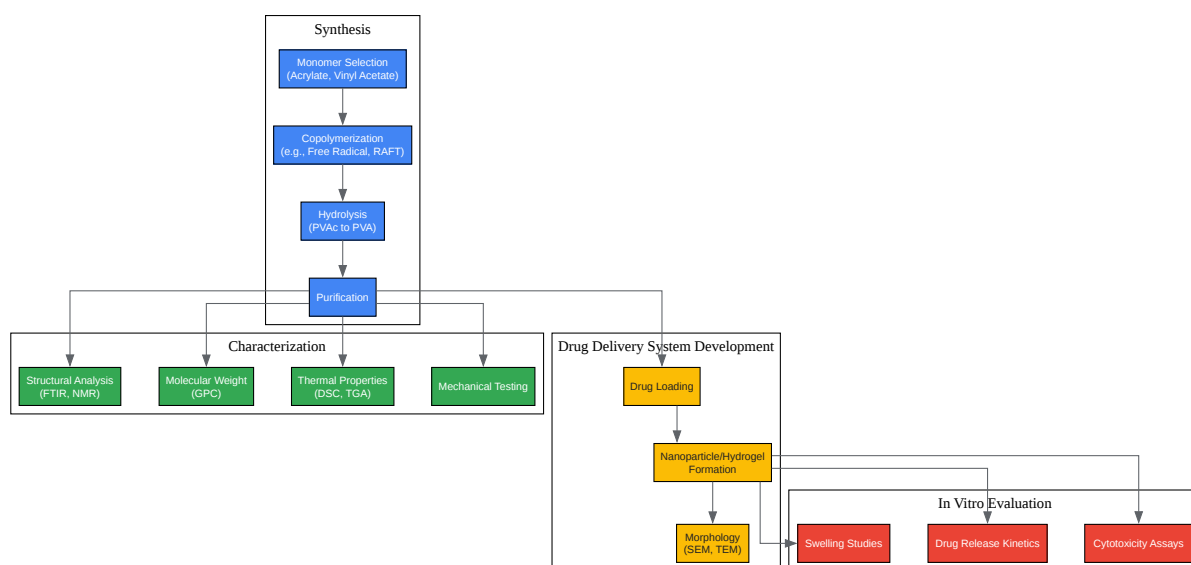 Synthesis
Monomer Selection
(Acrylate, Vinyl Acetate)
Copolymerization
(e.g., Free Radical, RAFT)
Hydrolysis
(PVAc to PVA)
Purification
Characterization
Structural Analysis
(FTIR, NMR)
Molecular Weight
(GPC)
Thermal Properties
(DSC, TGA)
Mechanical Testing
Drug Delivery System Development
Drug Loading
Nanoparticle/Hydrogel
Formation
Morphology
(SEM, TEM)
In Vitro Evaluation
Swelling Studies
Drug Release Kinetics
Cytotoxicity Assays